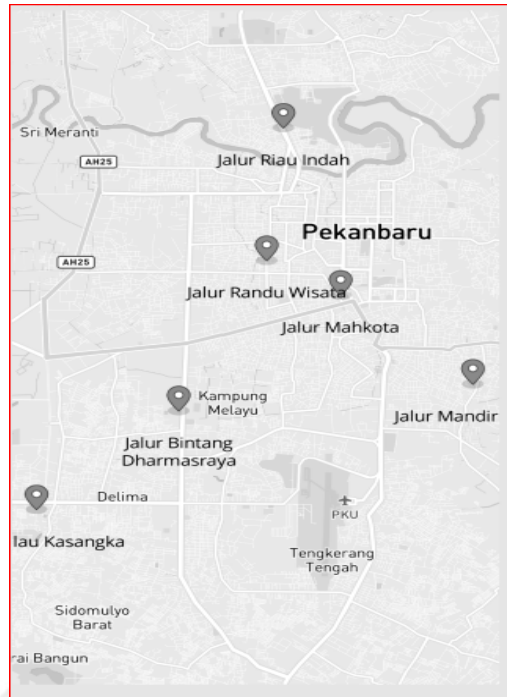 Sri Meranti
AH25
Jalur Riau Indah
Pekanbaru
AH25
Jalur Randu Wisata
Jalur Mahkota
Kampung
Melayu
Jalur Mandir
Jalur Bintang
Dharmasraya
Delima
PKU
lau Kasangka
Tengkerang
Tengah
Sidomulyo
Barat
rai Bangun